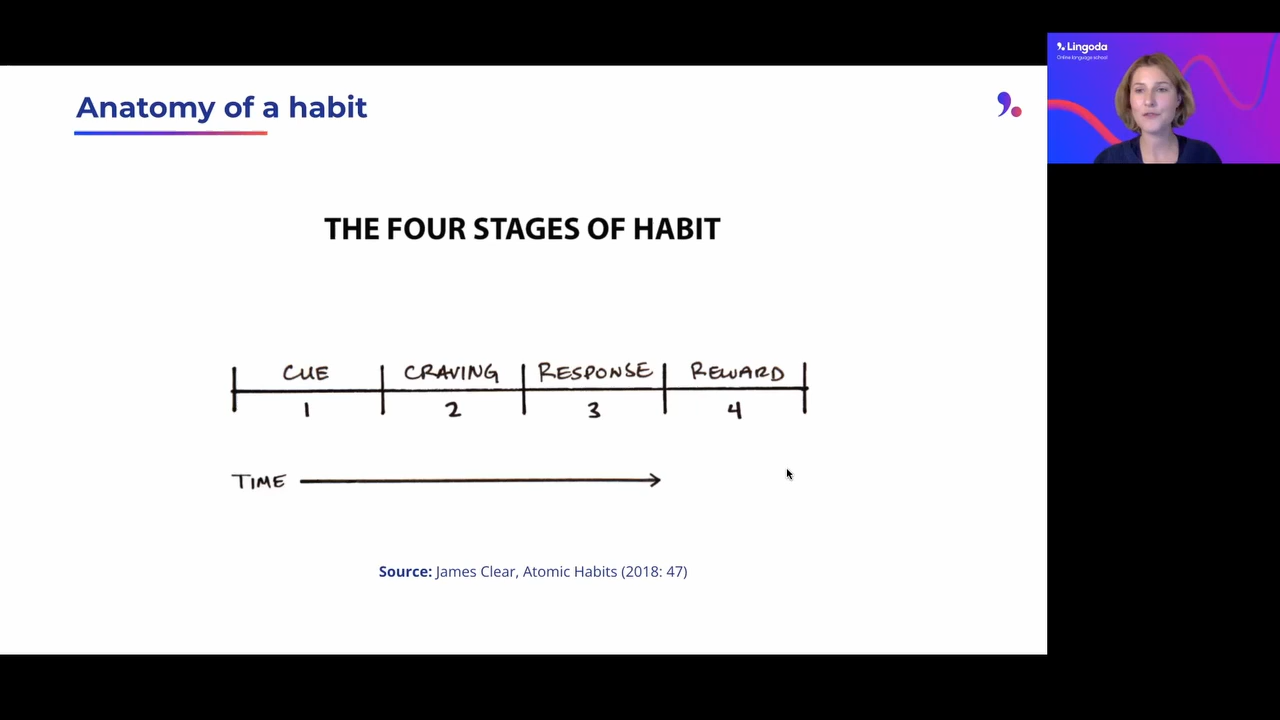 Anatomy of a habit
THE FOUR STAGES OF HABIT
CUE CRAVING RESPONSE REWARD
1 2 3 4
TIME
Source: James Clear, Atomic Habits (2018: 47)
Lingoda
Online language school